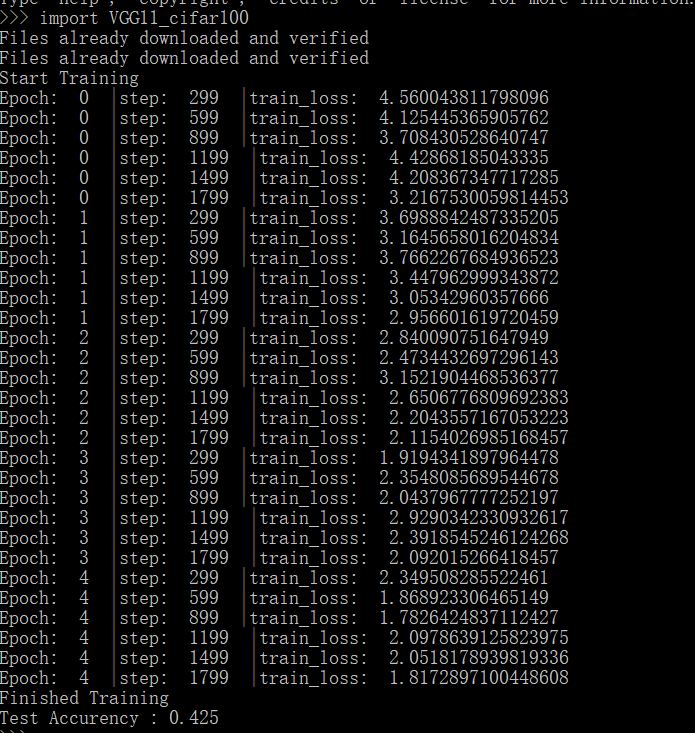 Type "help", "copyright", "credits" or "license" for more information.
>>> import VGG11_cifar100
Files already downloaded and verified
Files already downloaded and verified
Start Training
Epoch:  0  |step:  299  |train_loss:  4.560043811798096
Epoch:  0  |step:  599  |train_loss:  4.125445365905762
Epoch:  0  |step:  899  |train_loss:  3.708430528640747
Epoch:  0  |step:  1199  |train_loss:  4.42868185043335
Epoch:  0  |step:  1499  |train_loss:  4.208367347717285
Epoch:  0  |step:  1799  |train_loss:  3.2167530059814453
Epoch:  1  |step:  299  |train_loss:  3.6988842487335205
Epoch:  1  |step:  599  |train_loss:  3.1645658016204834
Epoch:  1  |step:  899  |train_loss:  3.7662267684936523
Epoch:  1  |step:  1199  |train_loss:  3.447962999343872
Epoch:  1  |step:  1499  |train_loss:  3.05342960357666
Epoch:  1  |step:  1799  |train_loss:  2.956601619720459
Epoch:  2  |step:  299  |train_loss:  2.840090751647949
Epoch:  2  |step:  599  |train_loss:  2.4734432697296143
Epoch:  2  |step:  899  |train_loss:  3.1521904468536377
Epoch:  2  |step:  1199  |train_loss:  2.6506776809692383
Epoch:  2  |step:  1499  |train_loss:  2.2043557167053223
Epoch:  2  |step:  1799  |train_loss:  2.1154026985168457
Epoch:  3  |step:  299  |train_loss:  1.9194341897964478
Epoch:  3  |step:  599  |train_loss:  2.3548085689544678
Epoch:  3  |step:  899  |train_loss:  2.0437967777252197
Epoch:  3  |step:  1199  |train_loss:  2.9290342330932617
Epoch:  3  |step:  1499  |train_loss:  2.3918545246124268
Epoch:  3  |step:  1799  |train_loss:  2.092015266418457
Epoch:  4  |step:  299  |train_loss:  2.349508285522461
Epoch:  4  |step:  599  |train_loss:  1.868923306465149
Epoch:  4  |step:  899  |train_loss:  1.7826424837112427
Epoch:  4  |step:  1199  |train_loss:  2.0978639125823975
Epoch:  4  |step:  1499  |train_loss:  2.0518178939819336
Epoch:  4  |step:  1799  |train_loss:  1.8172897100448608
Finished Training
Test Accurency : 0.425
>>>